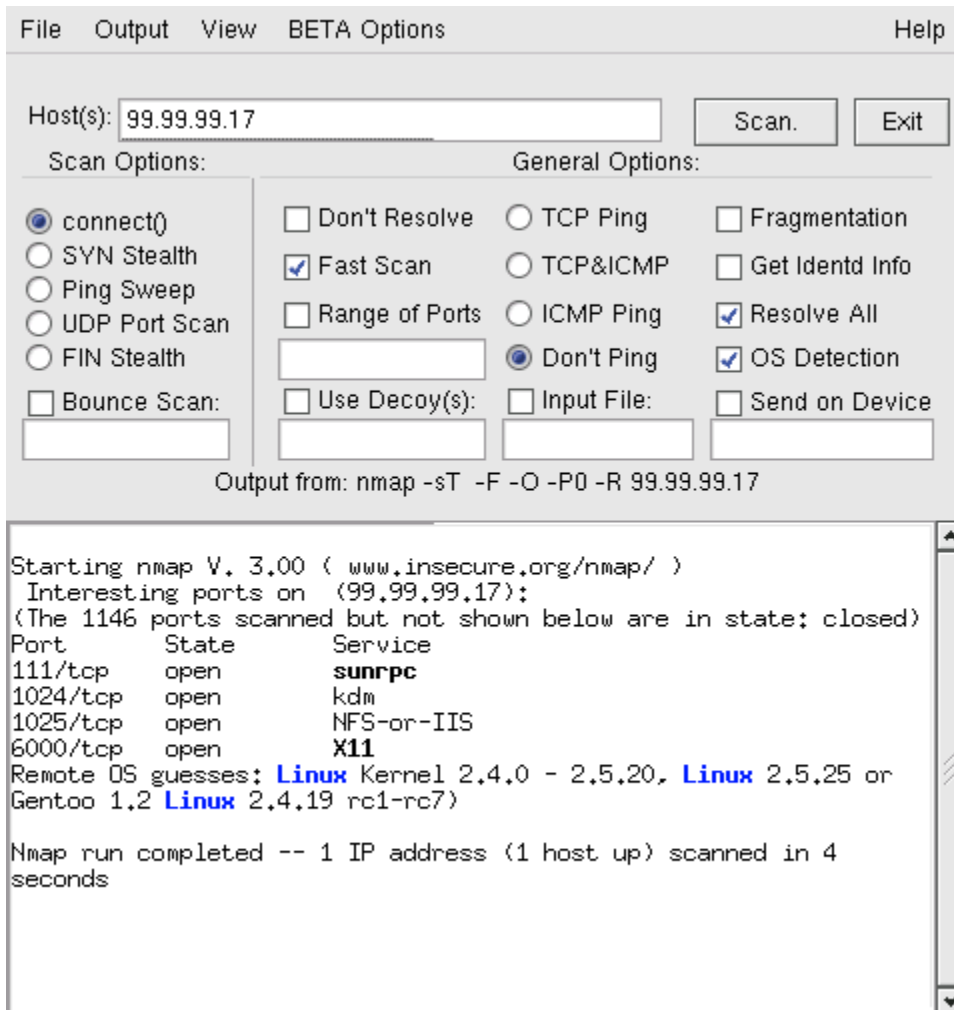 File Output View BETA Options Help
Host(s): 99.99.99.17 Scan. Exit
Scan Options: General Options:
connect() Don't Resolve TCP Ping Fragmentation
SYN Stealth Fast Scan TCP&ICMP Get Identd Info
Ping Sweep Range of Ports ICMP Ping Resolve All
UDP Port Scan
FIN Stealth Don't Ping OS Detection
Bounce Scan: Use Decoy(s): Input File: Send on Device
Output from: nmap -sT -F -O -P0 -R 99.99.99.17
Starting nmap V. 3.00 ( www.insecure.org/nmap/ )
Interesting ports on (99.99.99.17):
(The 1146 ports scanned but not shown below are in state: closed)
Port State Service
111/tcp open sunrpc
1024/tcp open kdm
1025/tcp open NFS-or-IIS
6000/tcp open X11
Remote OS guesses: Linux Kernel 2.4.0 - 2.5.20, Linux 2.5.25 or
Gentoo 1.2 Linux 2.4.19 rc1-rc7)
Nmap run completed -- 1 IP address (1 host up) scanned in 4
seconds